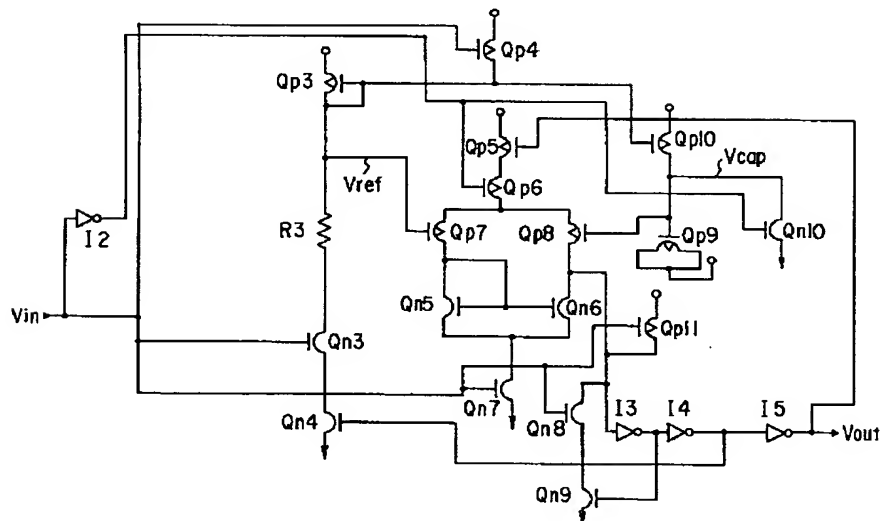 Qp4
Qp3
Qp5
Qp10
Vcap
Vref
Qp6
I2
R3
Qp7
Qp8
Qp9
Qn10
Vin
Qn5
Qn6
Qp11
Qn3
Qn7
Qn4
Qn8
I3
I4
I5
Vout
Qn9